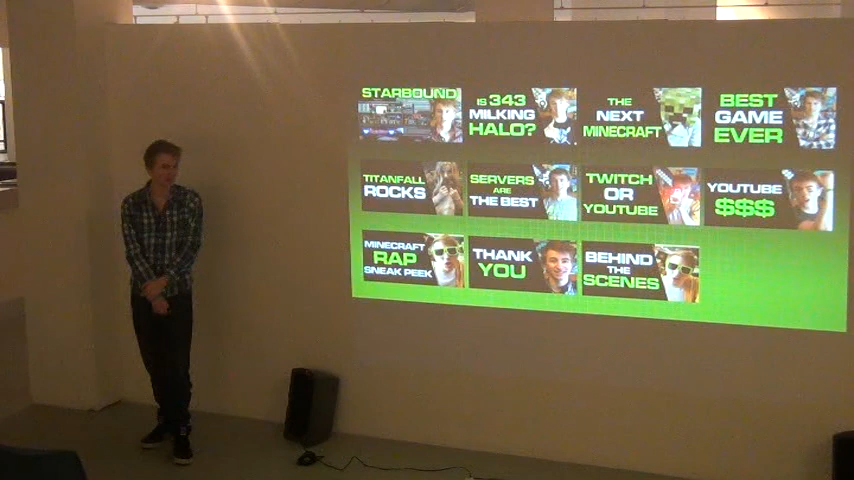 STARBOUND
IS 343
MILKING
HALO?
THE
NEXT
MINECRAFT
BEST
GAME
EVER
TITANFALL
ROCKS
SERVERS
ARE
THE BEST
TWITCH
OR
YOUTUBE
YOUTUBE
$$$
MINECRAFT
RAP
SNEAK PEEK
THANK
YOU
BEHIND
THE
SCENES